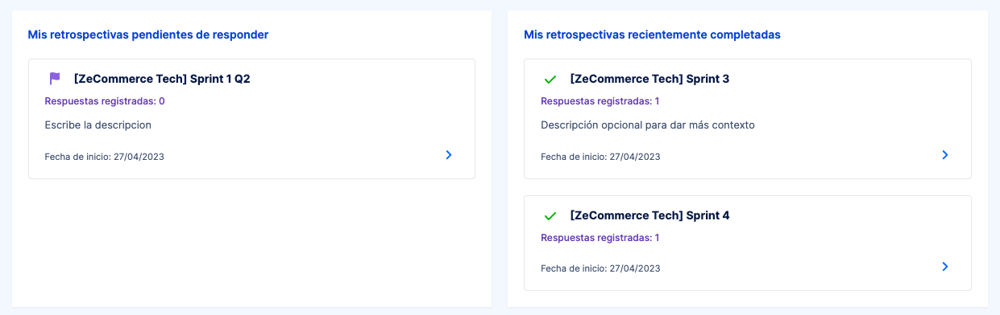 Mis retrospectivas pendientes de responder
[ZeCommerce Tech] Sprint 1 Q2
Respuestas registradas: 0
Escribe la descripcion
Fecha de inicio: 27/04/2023
Mis retrospectivas recientemente completadas
[ZeCommerce Tech] Sprint 3
Respuestas registradas: 1
Descripción opcional para dar más contexto
Fecha de inicio: 27/04/2023
[ZeCommerce Tech] Sprint 4
Respuestas registradas: 1
Fecha de inicio: 27/04/2023